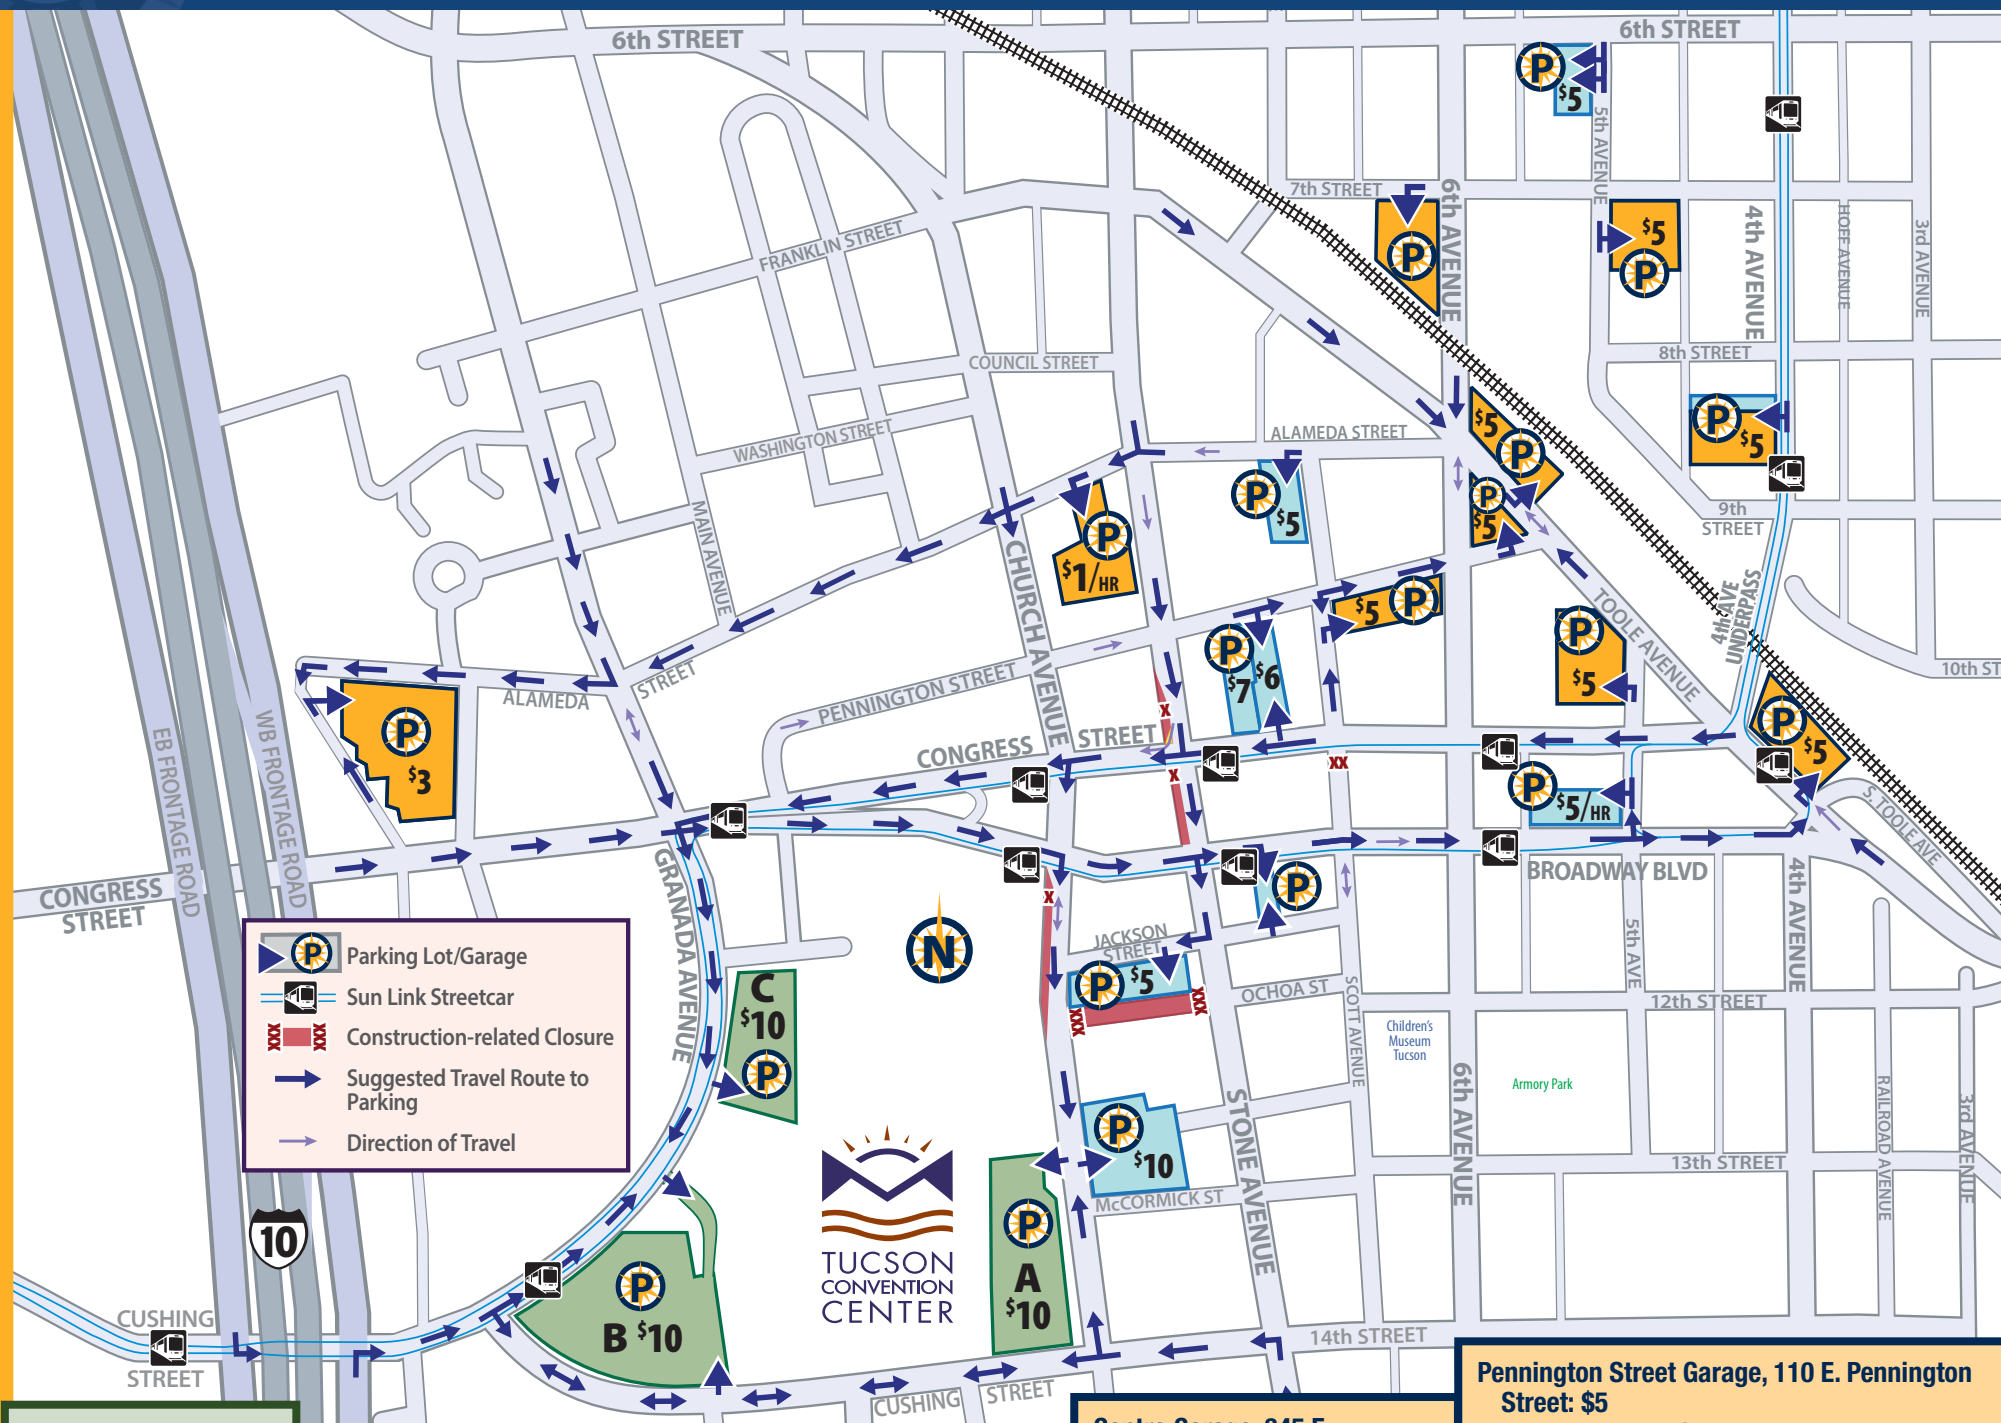 6th STREET
6th STREET
P
$5
5th AVENUE
7th STREET
6th AVENUE
P
$5
P
4th AVENUE
HOFF AVENUE
3rd AVENUE
FRANKLIN STREET
COUNCIL STREET
8th STREET
WASHINGTON STREET
ALAMEDA STREET
$5
P
P
$5
P
$5
P
$5
P
$1/HR
9th
STREET
MAIN AVENUE
CHURCH AVENUE
4th AVE
UNDERPASS
TOOLE AVENUE
$5
P
P
$5
P
$7
$6
10th ST
ALAMEDA
STREET
PENNINGTON STREET
CONGRESS
STREET
P
$3
X
X
XX
P
$5
P
$5/HR
S. TOOLE AVE
EB FRONTAGE ROAD
WB FRONTAGE ROAD
CONGRESS
STREET
GRANADA AVENUE
BROADWAY BLVD
4th AVENUE
5th AVE
P
X
N
JACKSON
STREET
P
$5
XXX
XXX
OCHOA ST
SCOTT AVENUE
12th STREET
Children's
Museum
Tucson
Armory Park
P
Parking Lot/Garage
Sun Link Streetcar
XX
XX
Construction-related Closure
Suggested Travel Route to
Parking
Direction of Travel
C
$10
P
P
$10
STONE AVENUE
6th AVENUE
13th STREET
RAILROAD AVENUE
3rd AVENUE
McCORMICK ST
10
P
A
$10
TUCSON
CONVENTION
CENTER
P
B $10
CUSHING
STREET
14th STREET
CUSHING
STREET
Pennington Street Garage, 110 E. Pennington
Street: $5